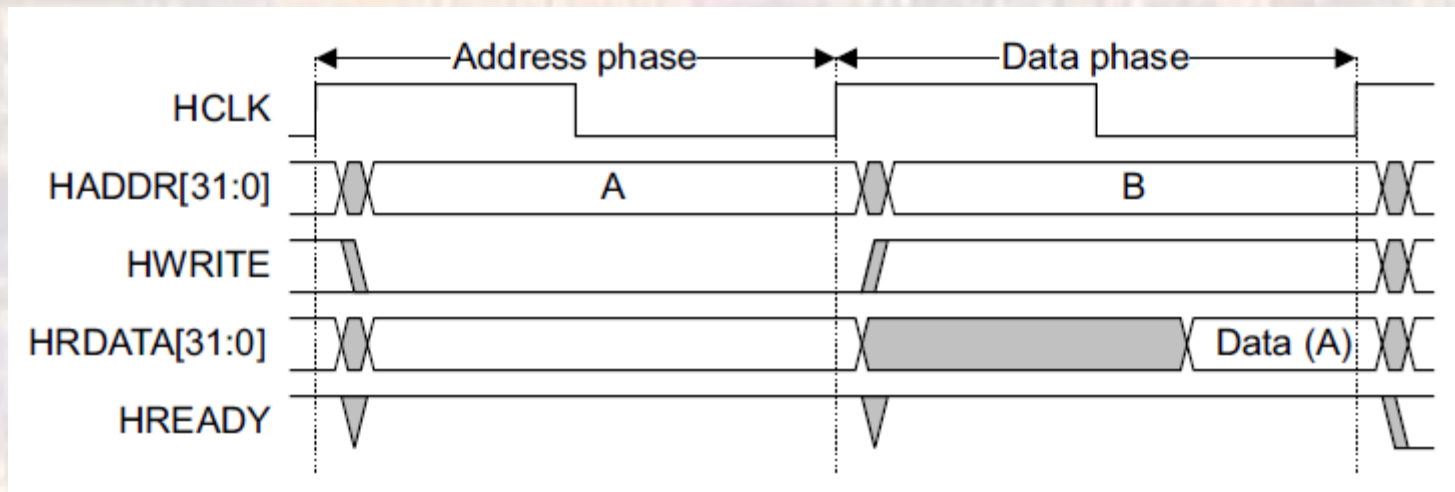 Address phase Data phase
HCLK
HADDR[31:0] A B
HWRITE
HRDATA[31:0] Data (A)
HREADY